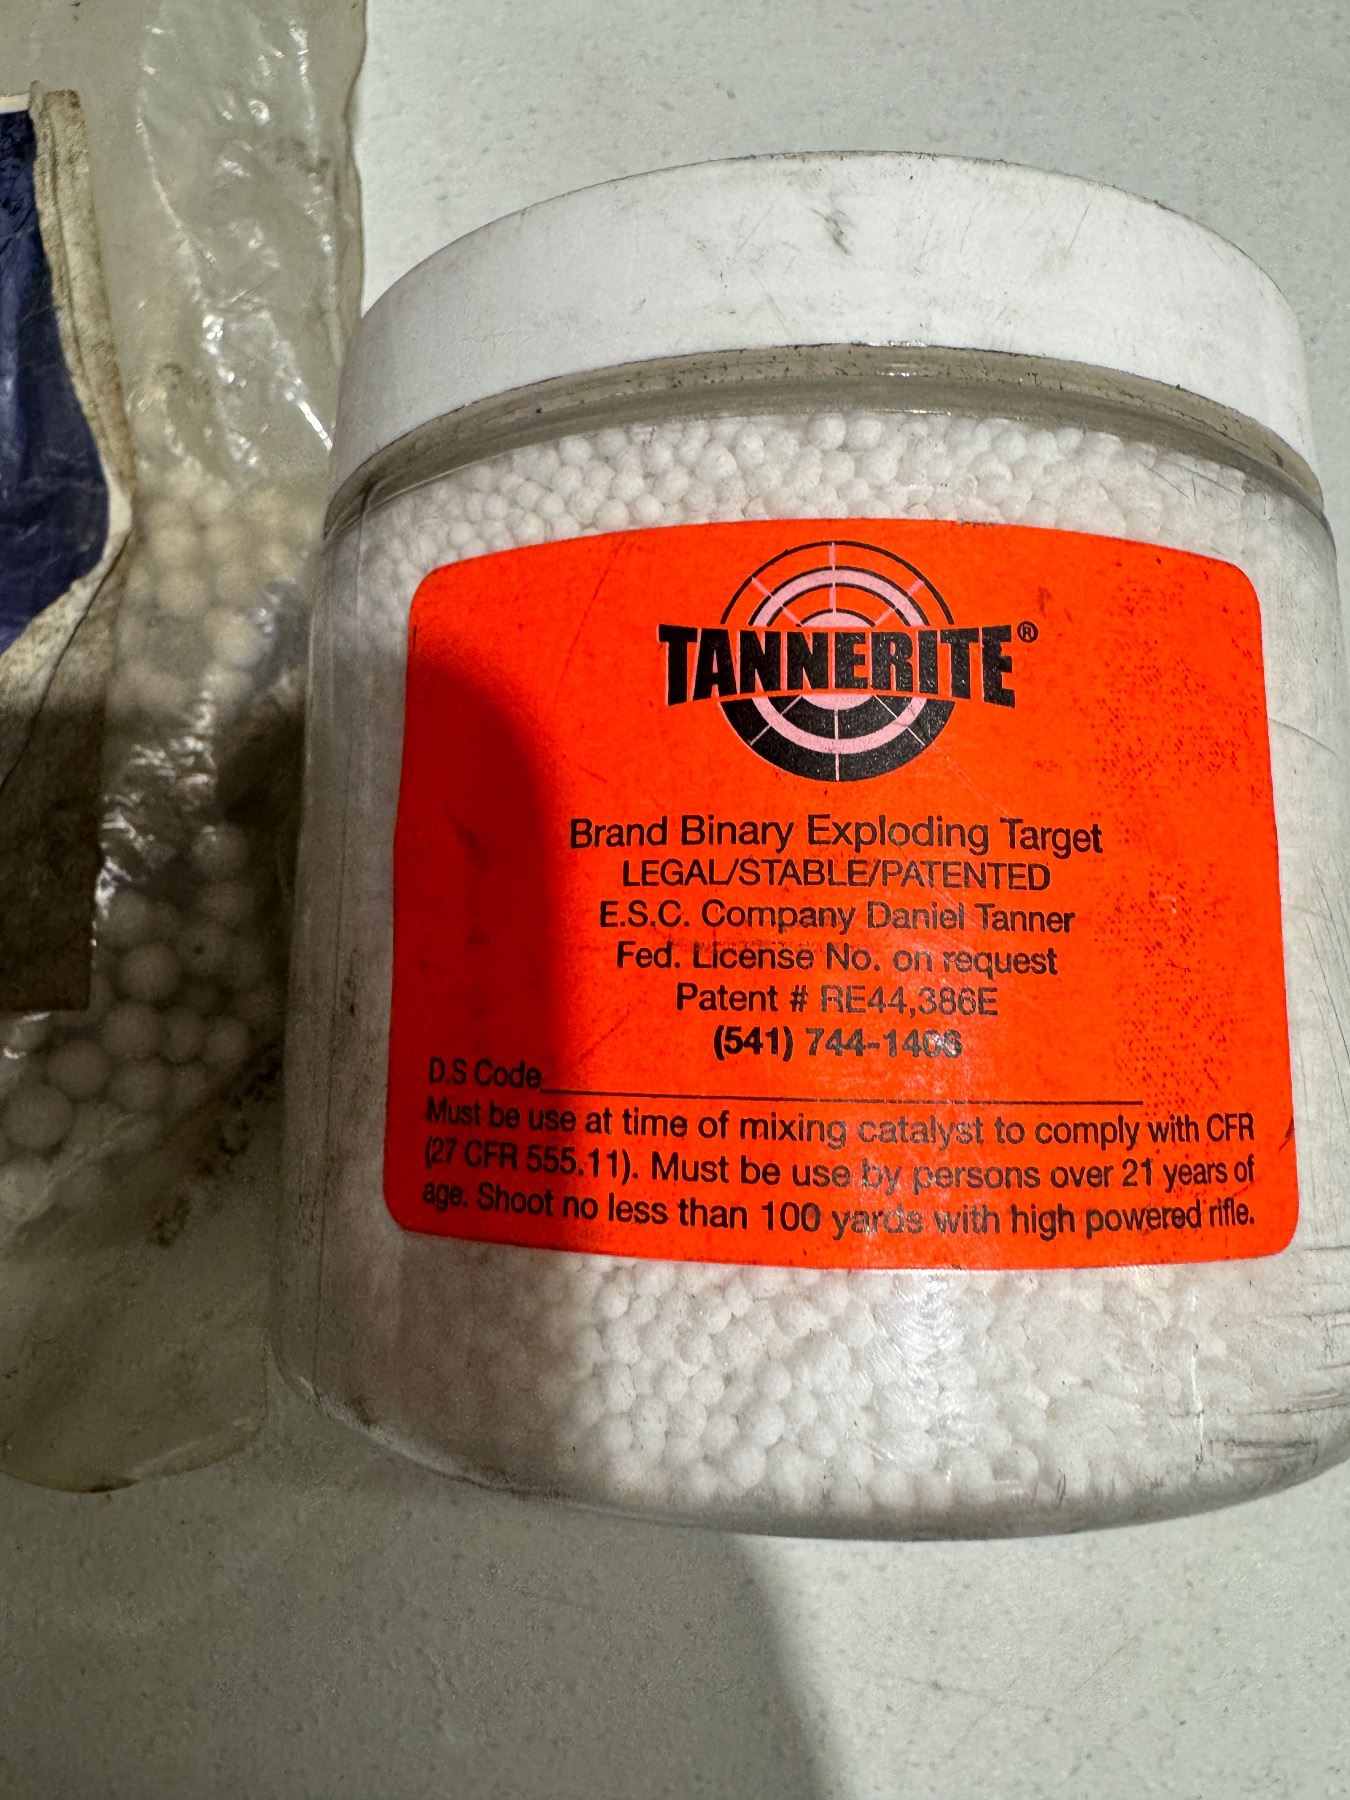 TANNERITE®
Brand Binary Exploding Target
LEGAL/STABLE/PATENTED
E.S.C. Company Daniel Tanner
Fed. License No. on request
Patent # RE44,386E
(541) 744-1406
D.S Code
Must be use at time of mixing catalyst to comply with CFR
(27 CFR 555.11). Must be use by persons over 21 years of
age. Shoot no less than 100 yards with high powered rifle.